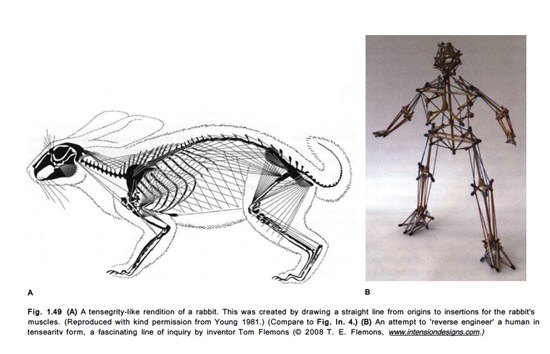 A
B
Fig. 1.49 (A) A tensegrity-like rendition of a rabbit. This was created by drawing a straight line from origins to insertions for the rabbit's
muscles. (Reproduced with kind permission from Young 1981.) (Compare to Fig. In. 4.) (B) An attempt to 'reverse engineer' a human in
tensearity form, a fascinating line of inquiry by inventor Tom Flemons (© 2008 T. E. Flemons, www.intensiondesigns.com.)